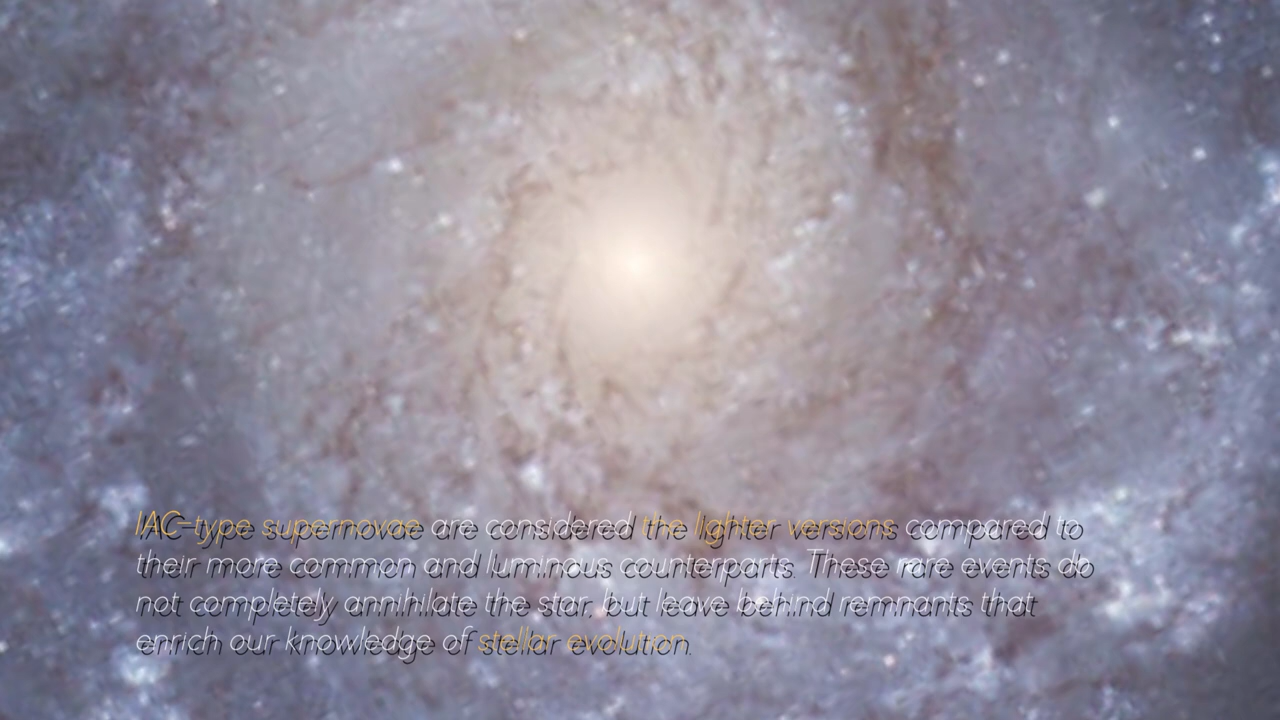 IAC-type supernovae are considered the lighter versions compared to
their more common and luminous counterparts. These rare events do
not completely annihilate the star, but leave behind remnants that
enrich our knowledge of stellar evolution.